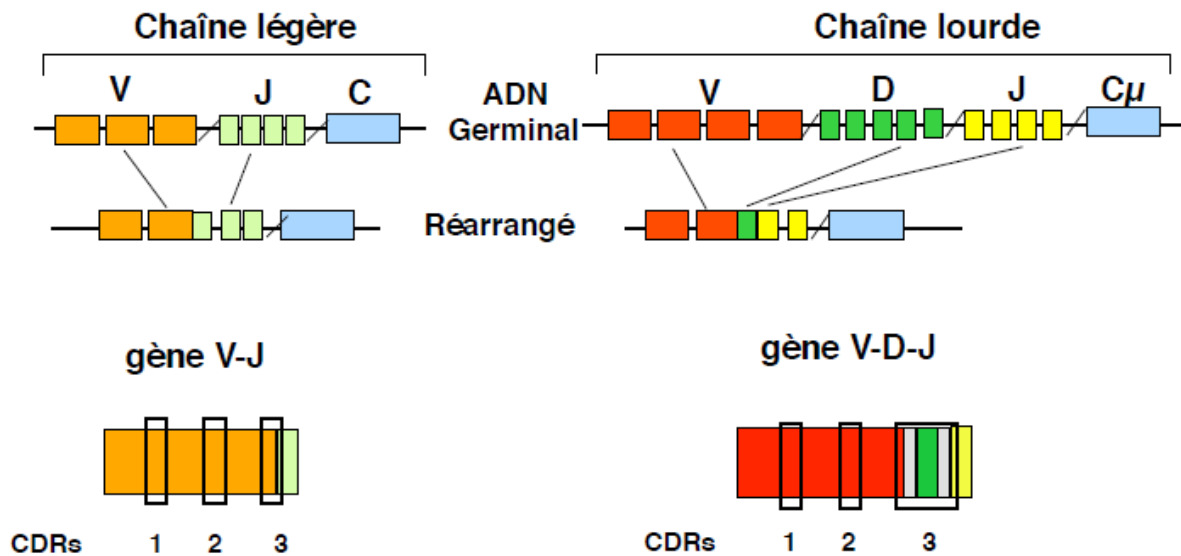 Chaîne légère
Chaîne lourde
V J C
ADN
Germinal
V D J Cµ
Réarrangé
gène V-J
gène V-D-J
CDRs 1 2 3
CDRs 1 2 3